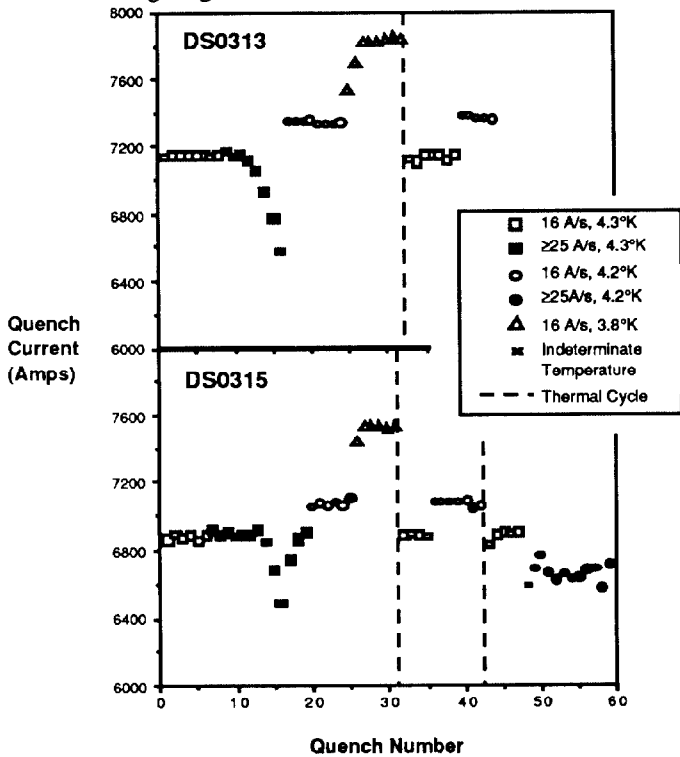 8000
DS0313
7600
7200
6800
6400
6000
16 A/s, 4.3°K
≥25 A/s, 4.3°K
16 A/s, 4.2°K
≥25A/s, 4.2°K
16 A/s, 3.8°K
Indeterminate
Temperature
Thermal Cycle
Quench
Current
(Amps)
DS0315
7600
7200
6800
6400
6000
0 10 20 30 40 50 60
Quench Number